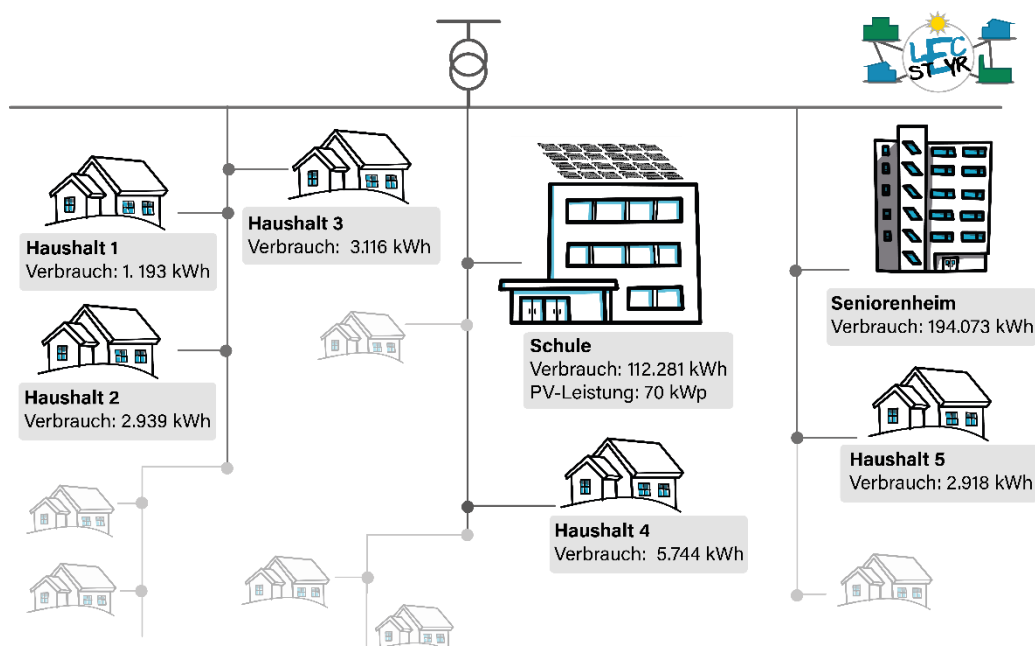 LEC
STEYR
Haushalt 3
Verbrauch: 3.116 kWh
Haushalt 1
Verbrauch: 1. 193 kWh
Haushalt 2
Verbrauch: 2.939 kWh
Schule
Verbrauch: 112.281 kWh
PV-Leistung: 70 kWp
Haushalt 4
Verbrauch: 5.744 kWh
Seniorenheim
Verbrauch: 194.073 kWh
Haushalt 5
Verbrauch: 2.918 kWh